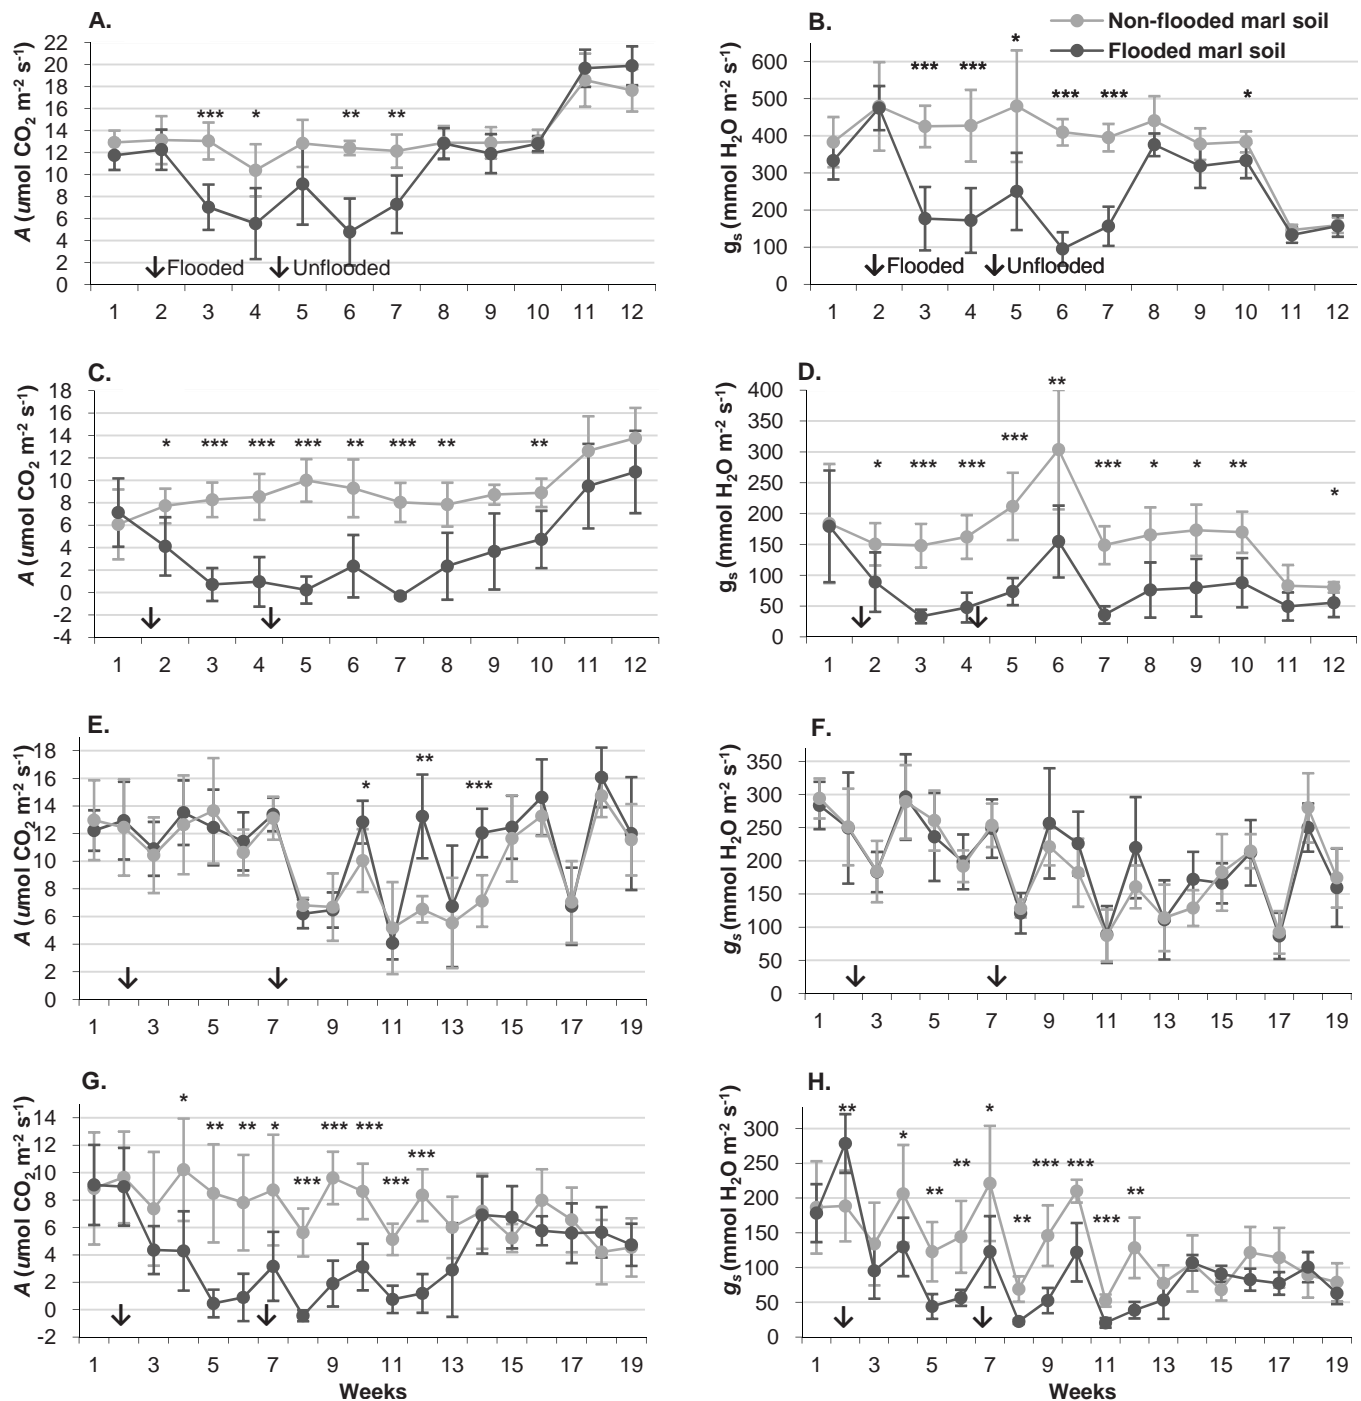 A.
B.
Non-flooded marl soil
Flooded marl soil
A (umol CO2 m-2 s-1)
22
20
18
16
14
12
10
8
6
4
2
0
*** * ** **
Flooded Unflooded
1 2 3 4 5 6 7 8 9 10 11 12
gs (mmol H2O m-2 s-1)
600
500
400
300
200
100
0
*** *** * *** *** *
Flooded Unflooded
1 2 3 4 5 6 7 8 9 10 11 12
C.
A (umol CO2 m-2 s-1)
18
16
14
12
10
8
6
4
2
0
-2
-4
* *** *** *** ** *** ** **
1 2 3 4 5 6 7 8 9 10 11 12
D.
gs (mmol H2O m-2 s-1)
400
350
300
250
200
150
100
50
0
* *** *** *** ** *** * * ** *
1 2 3 4 5 6 7 8 9 10 11 12
E.
A (umol CO2 m-2 s-1)
18
16
14
12
10
8
6
4
2
0
* ** ***
1 3 5 7 9 11 13 15 17 19
F.
gs (mmol H2O m-2 s-1)
350
300
250
200
150
100
50
0
1 3 5 7 9 11 13 15 17 19
G.
A (umol CO2 m-2 s-1)
14
12
10
8
6
4
2
0
-2
* ** ** * *** *** *** *** ***
1 3 5 7 9 11 13 15 17 19
Weeks
H.
gs (mmol H2O m-2 s-1)
300
250
200
150
100
50
0
** * ** ** * ** *** *** *** **
1 3 5 7 9 11 13 15 17 19
Weeks